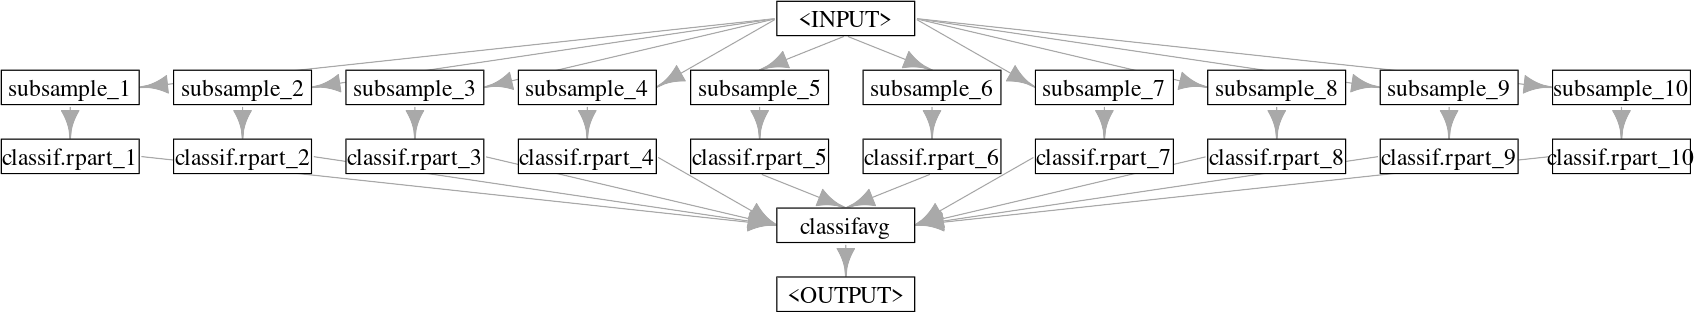 <INPUT>
subsample_1 subsample_2 subsample_3 subsample_4 subsample_5 subsample_6 subsample_7 subsample_8 subsample_9 subsample_10
classif.rpart_1 classif.rpart_2 classif.rpart_3 classif.rpart_4 classif.rpart_5 classif.rpart_6 classif.rpart_7 classif.rpart_8 classif.rpart_9 classif.rpart_10
classifavg
<OUTPUT>